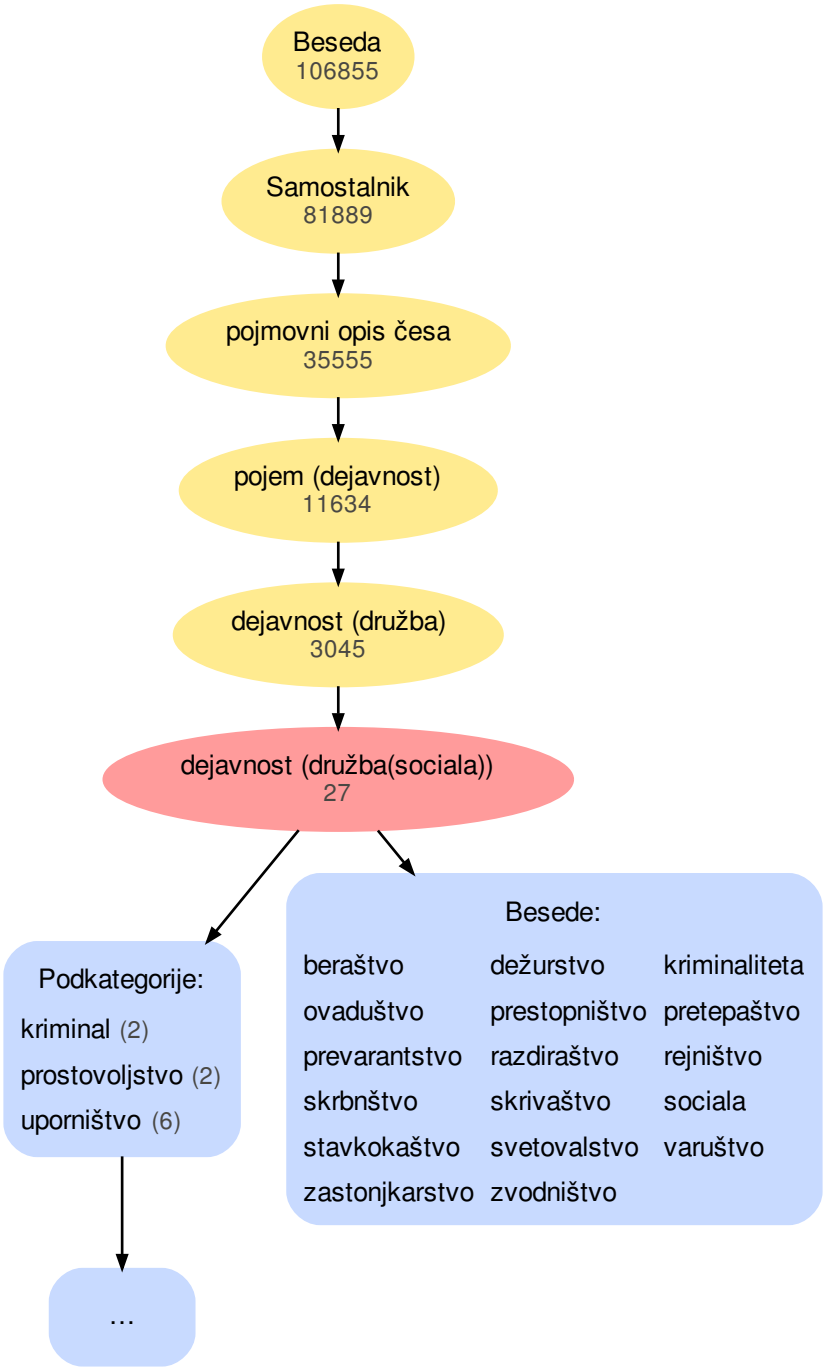 Beseda
106855
Samostalnik
81889
pojmovni opis česa
35555
pojem (dejavnost)
11634
dejavnost (družba)
3045
dejavnost (družba(sociala))
27
Podkategorije:
kriminal (2)
prostovoljstvo (2)
uporništvo (6)
...
Besede:
beraštvo dežurstvo kriminaliteta
ovaduštvo prestopništvo pretepaštvo
prevarantstvo razdiraštvo rejništvo
skrbnštvo skrivaštvo sociala
stavkokaštvo svetovalstvo varuštvo
zastonjkarstvo zvodništvo